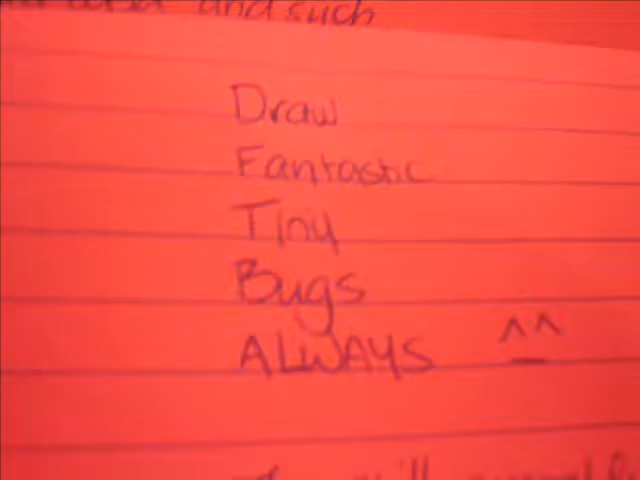 and such
Draw
Fantastic
Tiny
Bugs
ALWAYS ^_^